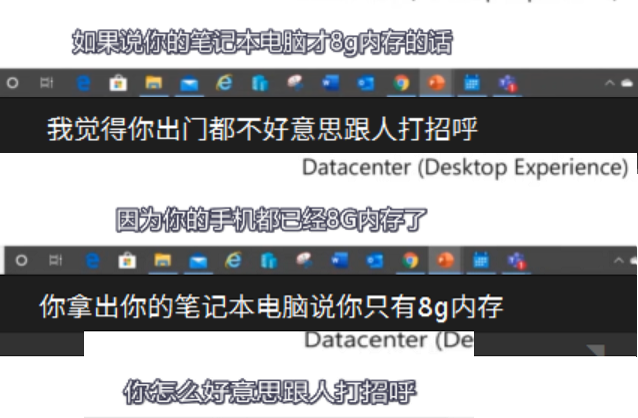 如果说你的笔记本电脑才8g内存的话
我觉得你出门都不好意思跟人打招呼
Datacenter (Desktop Experience)
因为你的手机都已经8G内存了
你拿出你的笔记本电脑说你只有8g内存
Datacenter (De
你怎么好意思跟人打招呼